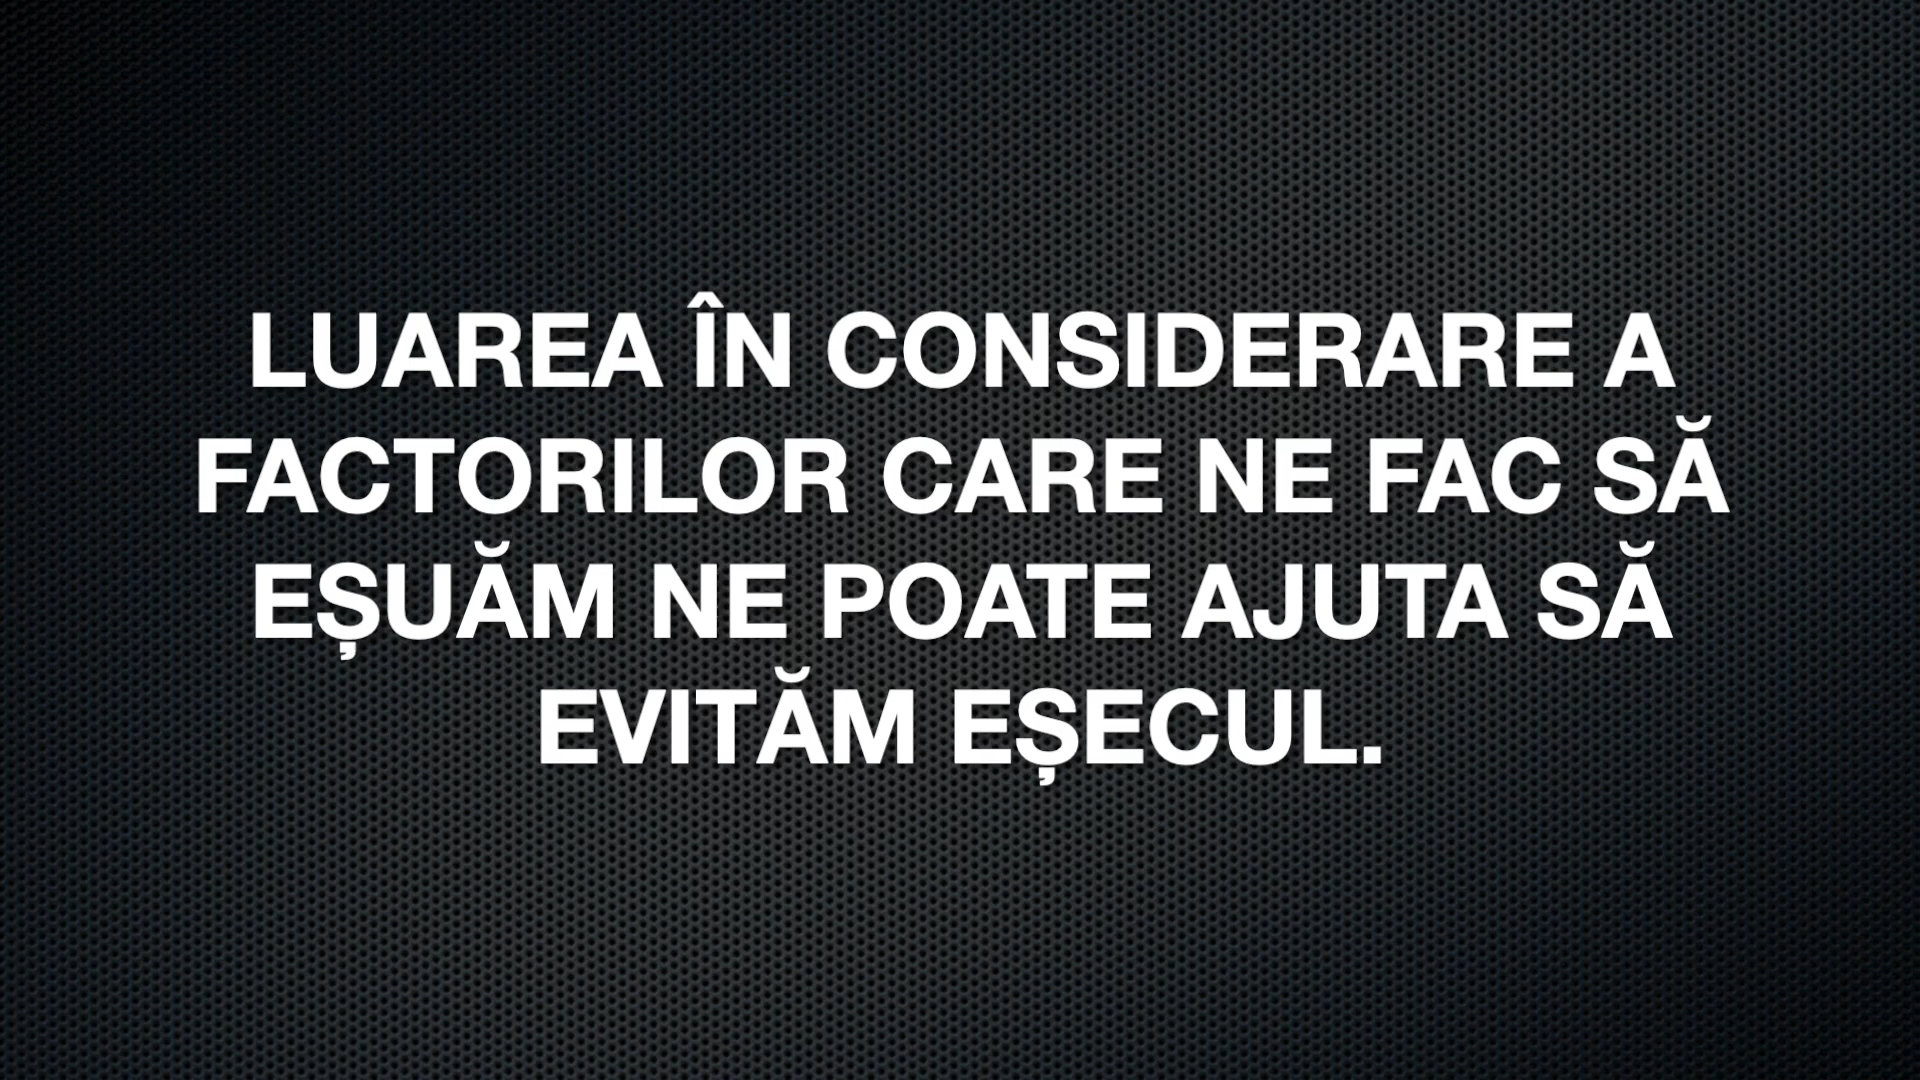 LUAREA ÎN CONSIDERARE A
FACTORILOR CARE NE FAC SĂ
EȘUĂM NE POATE AJUTA SĂ
EVITĂM EȘECUL.